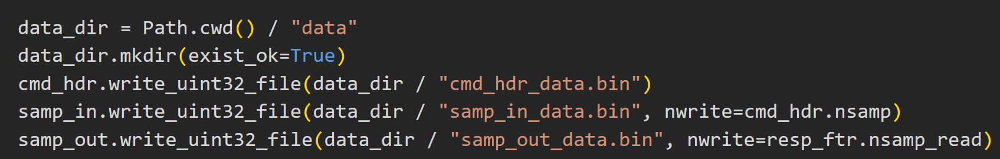 data_dir = Path.cwd() / "data"
data_dir.mkdir(exist_ok=True)
cmd_hdr.write_uint32_file(data_dir / "cmd_hdr_data.bin")
samp_in.write_uint32_file(data_dir / "samp_in_data.bin", nwrite=cmd_hdr.nsamp)
samp_out.write_uint32_file(data_dir / "samp_out_data.bin", nwrite=resp_ftr.nsamp_read)